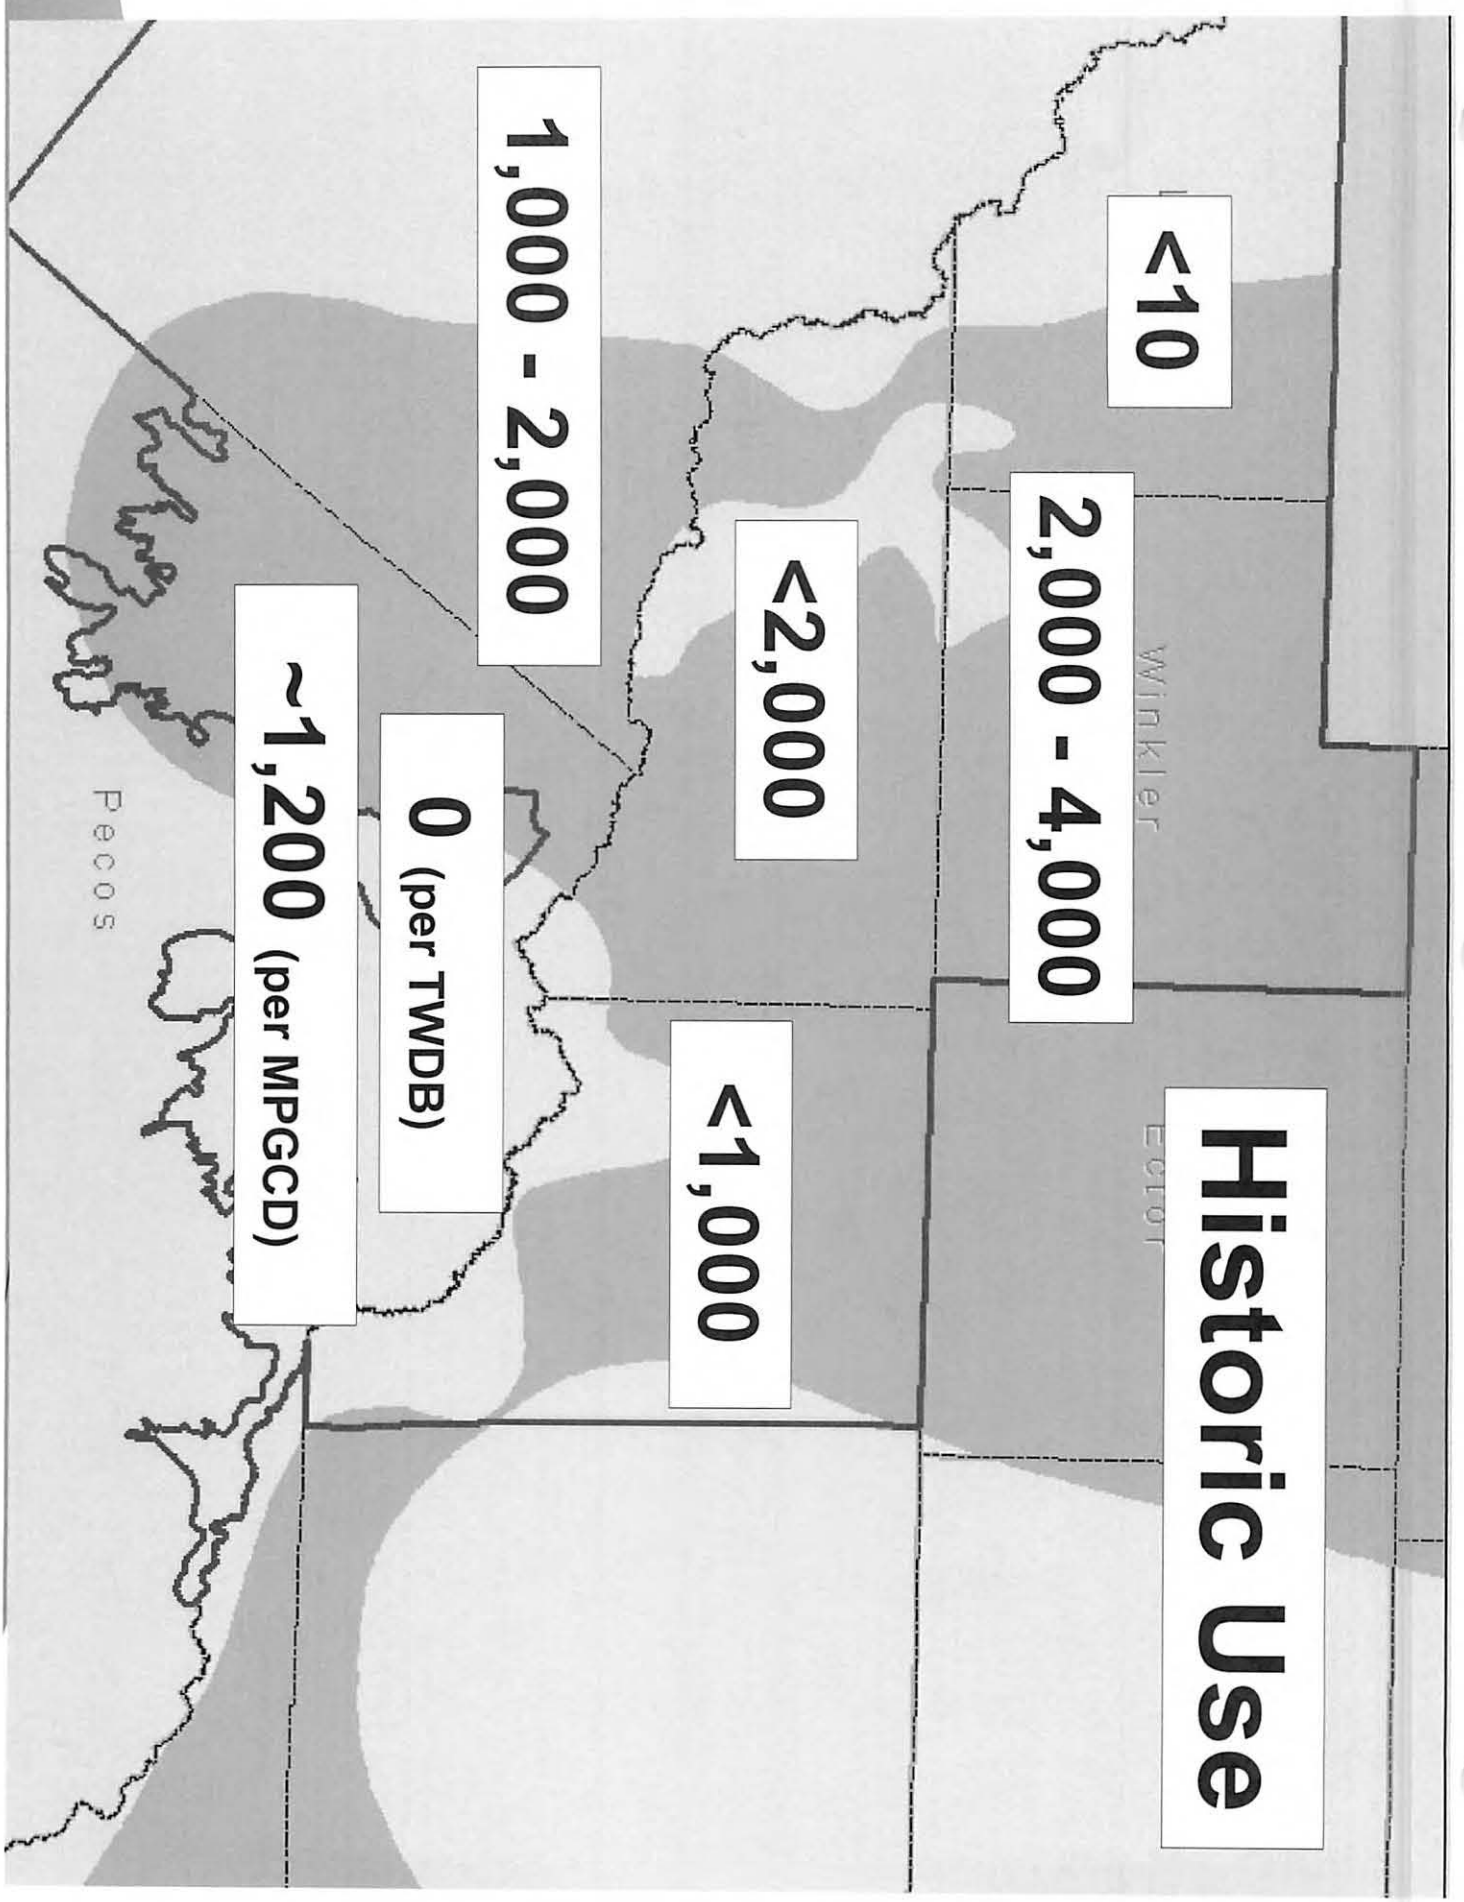 Historic Use
<10
2,000 - 4,000
Winkler
Ector
<2,000
<1,000
1,000 - 2,000
0 (per TWDB)
~1,200 (per MPGCD)
Pecos